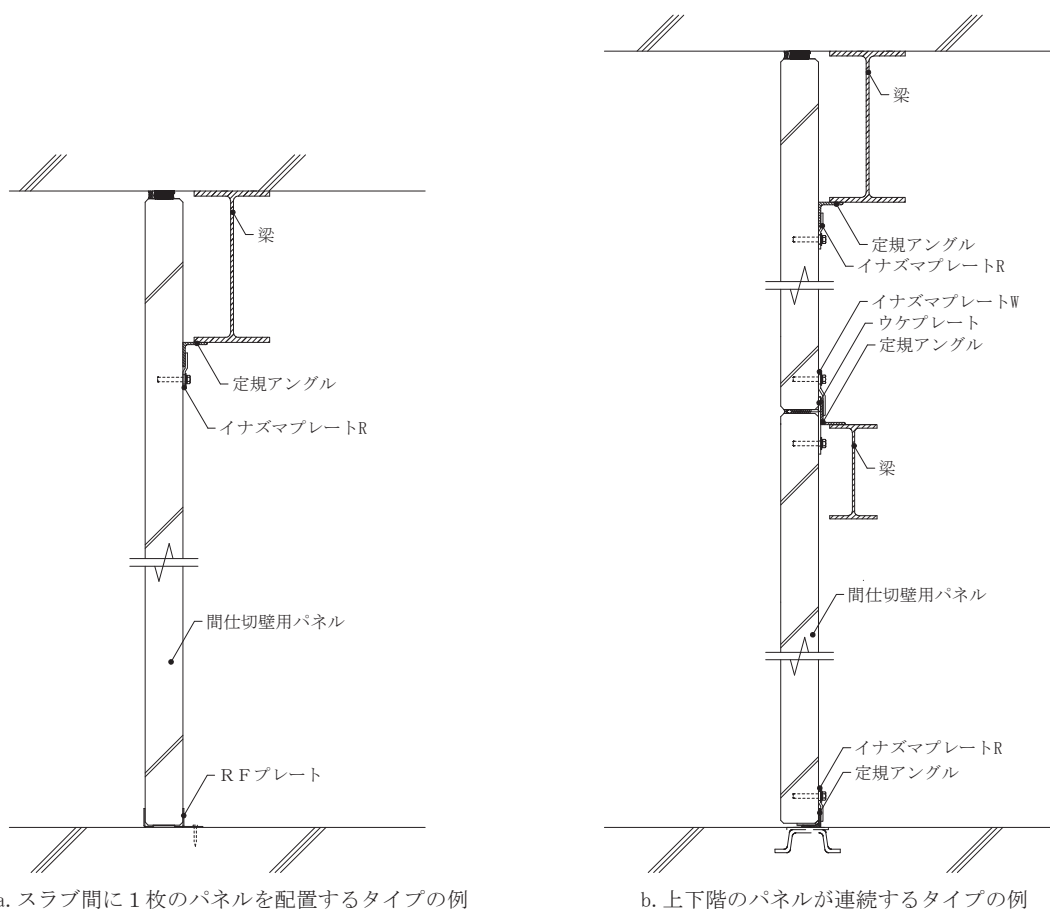 梁
定規アングル
イナズマプレートR
間仕切壁用パネル
RFプレート
a. スラブ間に1枚のパネルを配置するタイプの例
梁
定規アングル
イナズマプレートR
イナズマプレートW
ウケプレート
定規アングル
梁
間仕切壁用パネル
イナズマプレートR
定規アングル
b. 上下階のパネルが連続するタイプの例